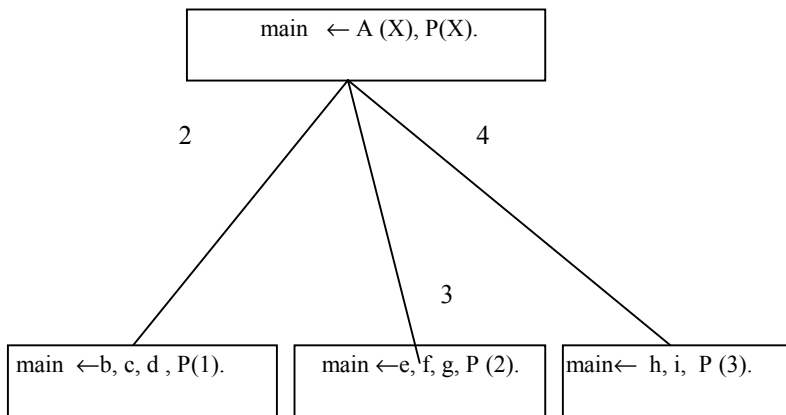 main ← A (X), P(X).
2
4
3
main ←b, c, d , P(1).
main ←e, f, g, P (2).
main← h, i, P (3).